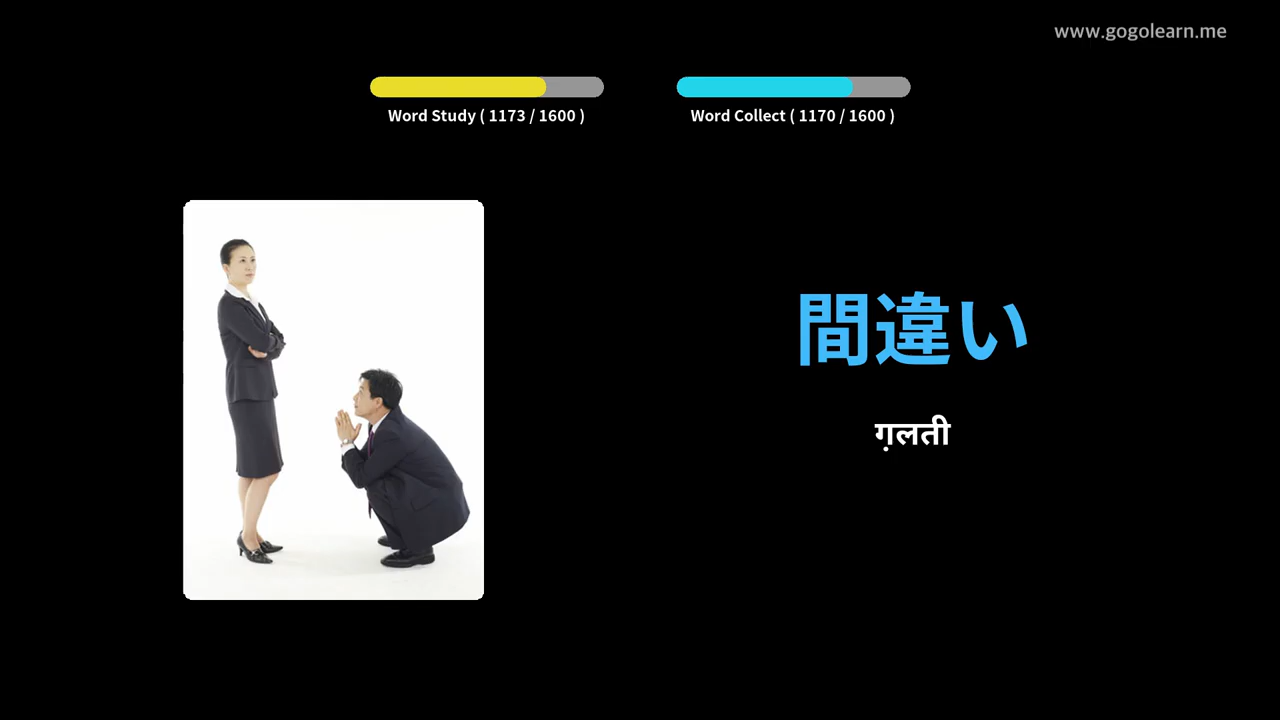 www.gogolearn.me
Word Study ( 1173 / 1600 )
Word Collect ( 1170 / 1600 )
間違い
ग़लती